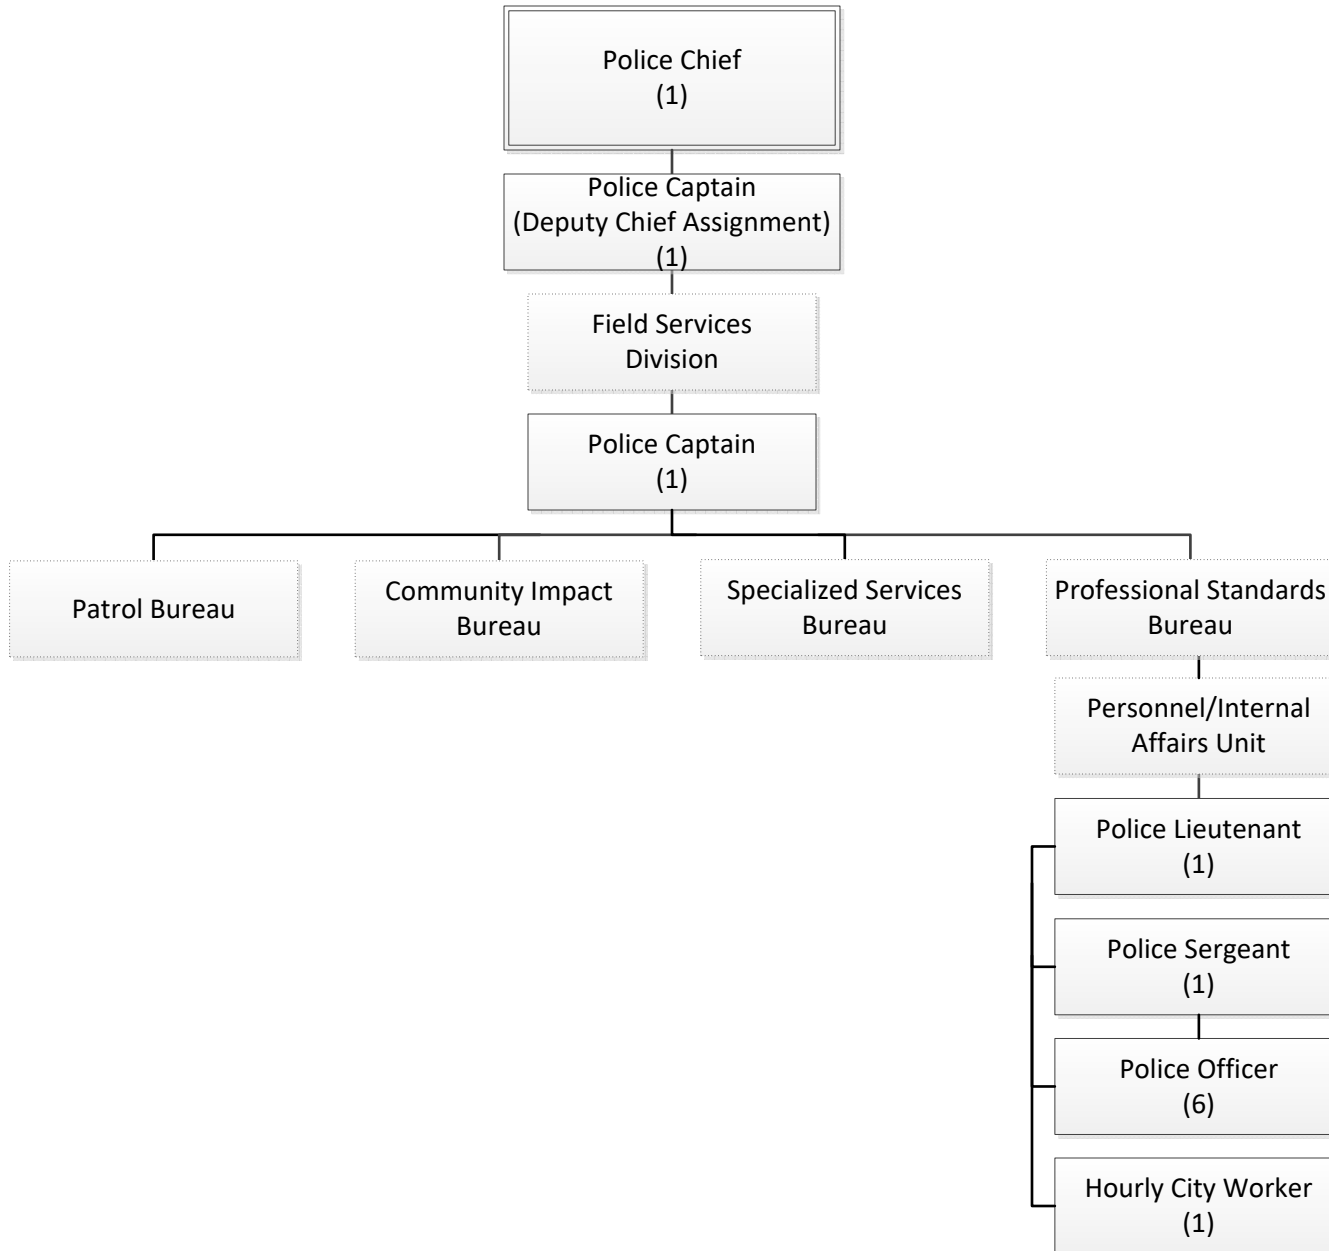 Police Chief
(1)
Police Captain
(Deputy Chief Assignment)
(1)
Field Services
Division
Police Captain
(1)
Patrol Bureau
Community Impact
Bureau
Specialized Services
Bureau
Professional Standards
Bureau
Personnel/Internal
Affairs Unit
Police Lieutenant
(1)
Police Sergeant
(1)
Police Officer
(6)
Hourly City Worker
(1)